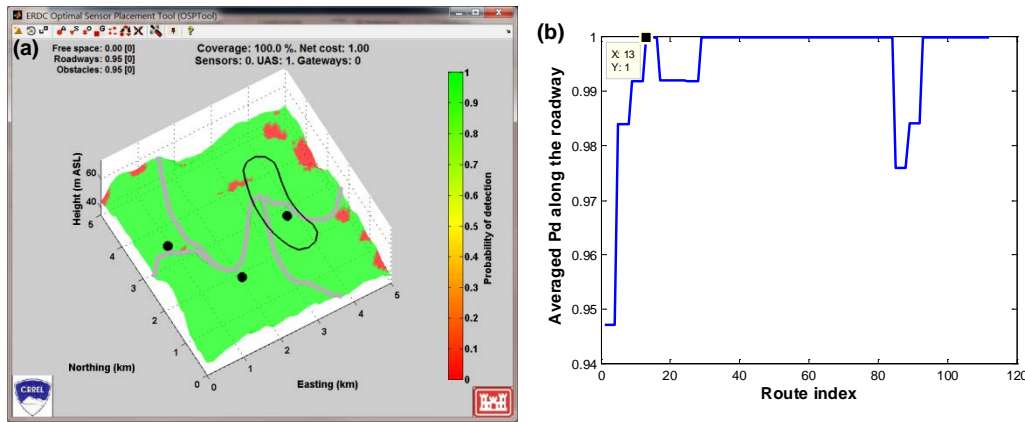 ERDC Optimal Sensor Placement Tool (OSPTool)
(a)
Free space: 0.00 [0]
Roadways: 0.95 [0]
Obstacles: 0.95 [0]
Coverage: 100.0 %. Net cost: 1.00
Sensors: 0. UAS: 1. Gateways: 0
Height (m ASL)
60
40
5
4
3
2
1
0
Northing (km)
0
1
2
3
4
5
Easting (km)
1
0.9
0.8
0.7
0.6
0.5
0.4
0.3
0.2
0.1
0
Probability of detection
CRREL
(b)
Averaged Pd along the roadway
1
0.99
0.98
0.97
0.96
0.95
0.94
X: 13
Y: 1
0
20
40
60
80
100
120
Route index